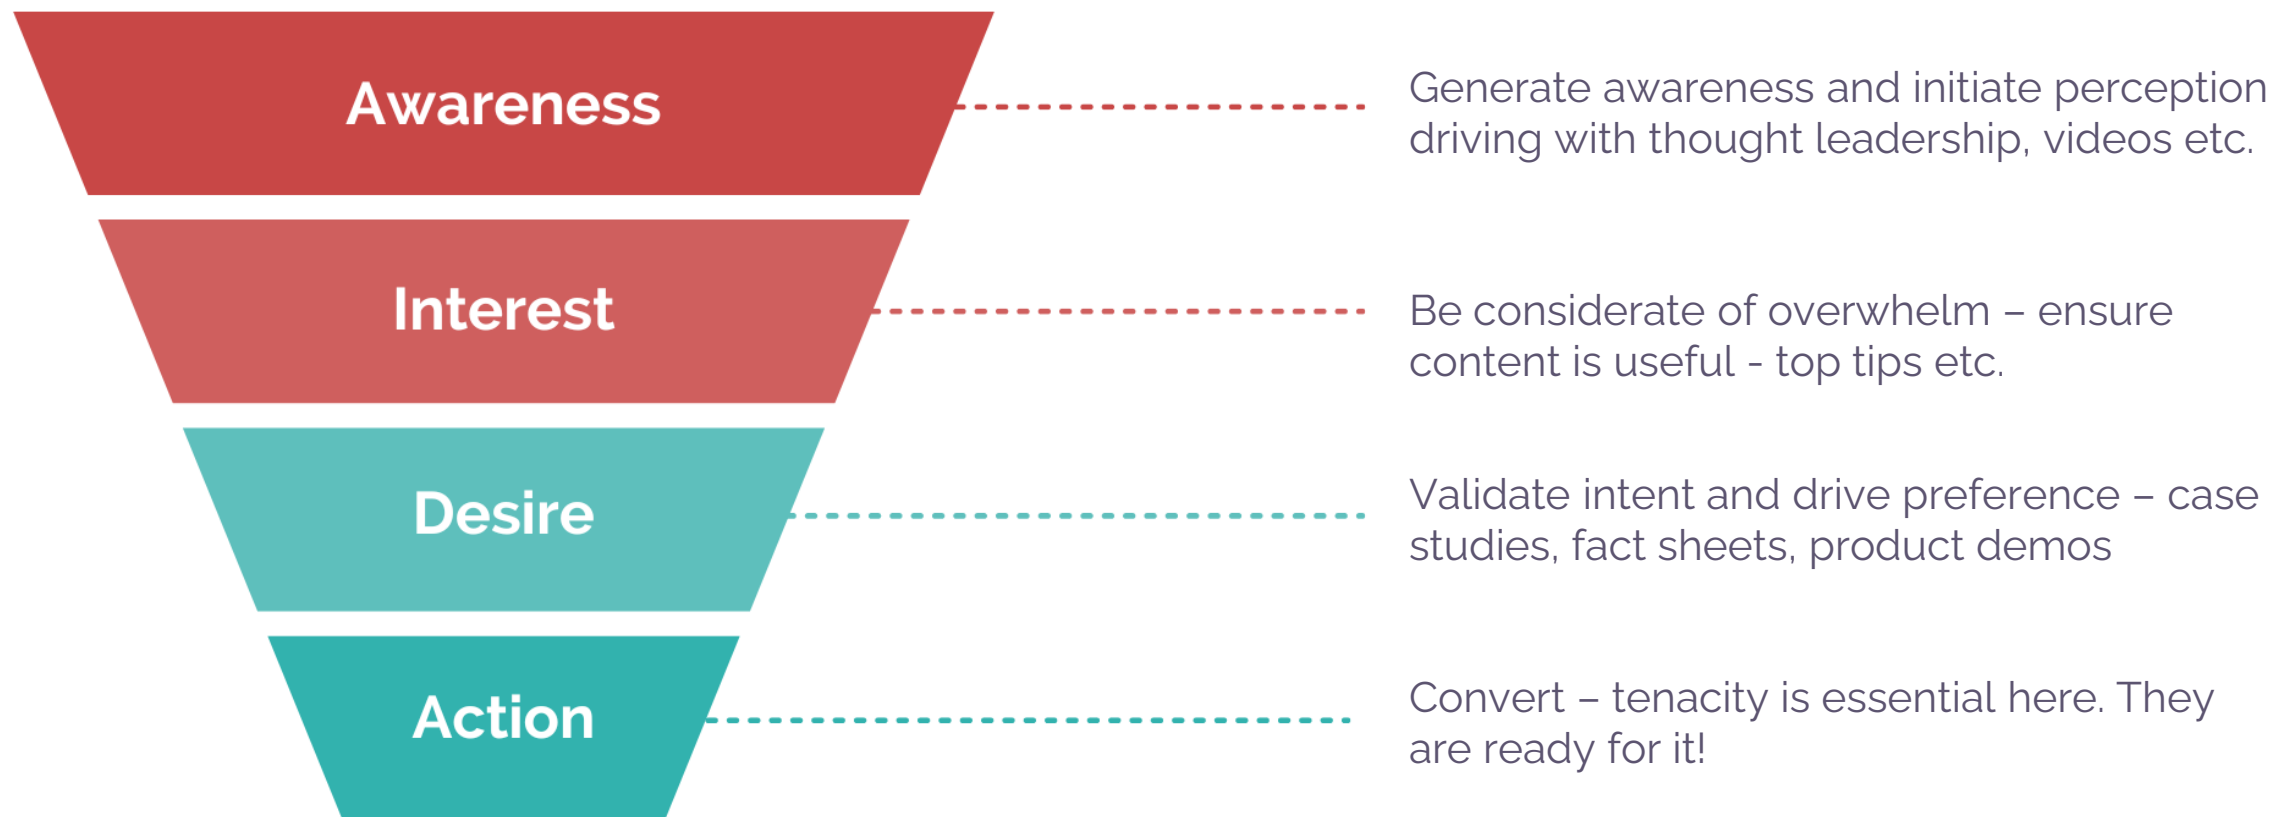 Awareness
Generate awareness and initiate perception
driving with thought leadership, videos etc.
Interest
Be considerate of overwhelm – ensure
content is useful - top tips etc.
Desire
Validate intent and drive preference – case
studies, fact sheets, product demos
Action
Convert – tenacity is essential here. They
are ready for it!